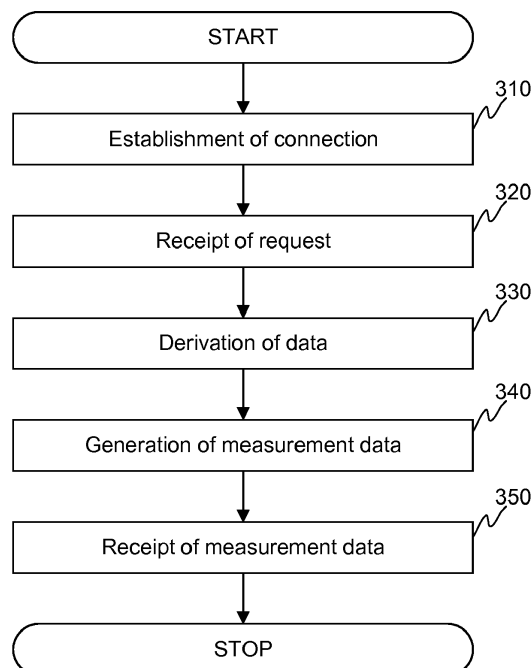 START
310
Establishment of connection
320
Receipt of request
330
Derivation of data
340
Generation of measurement data
350
Receipt of measurement data
STOP